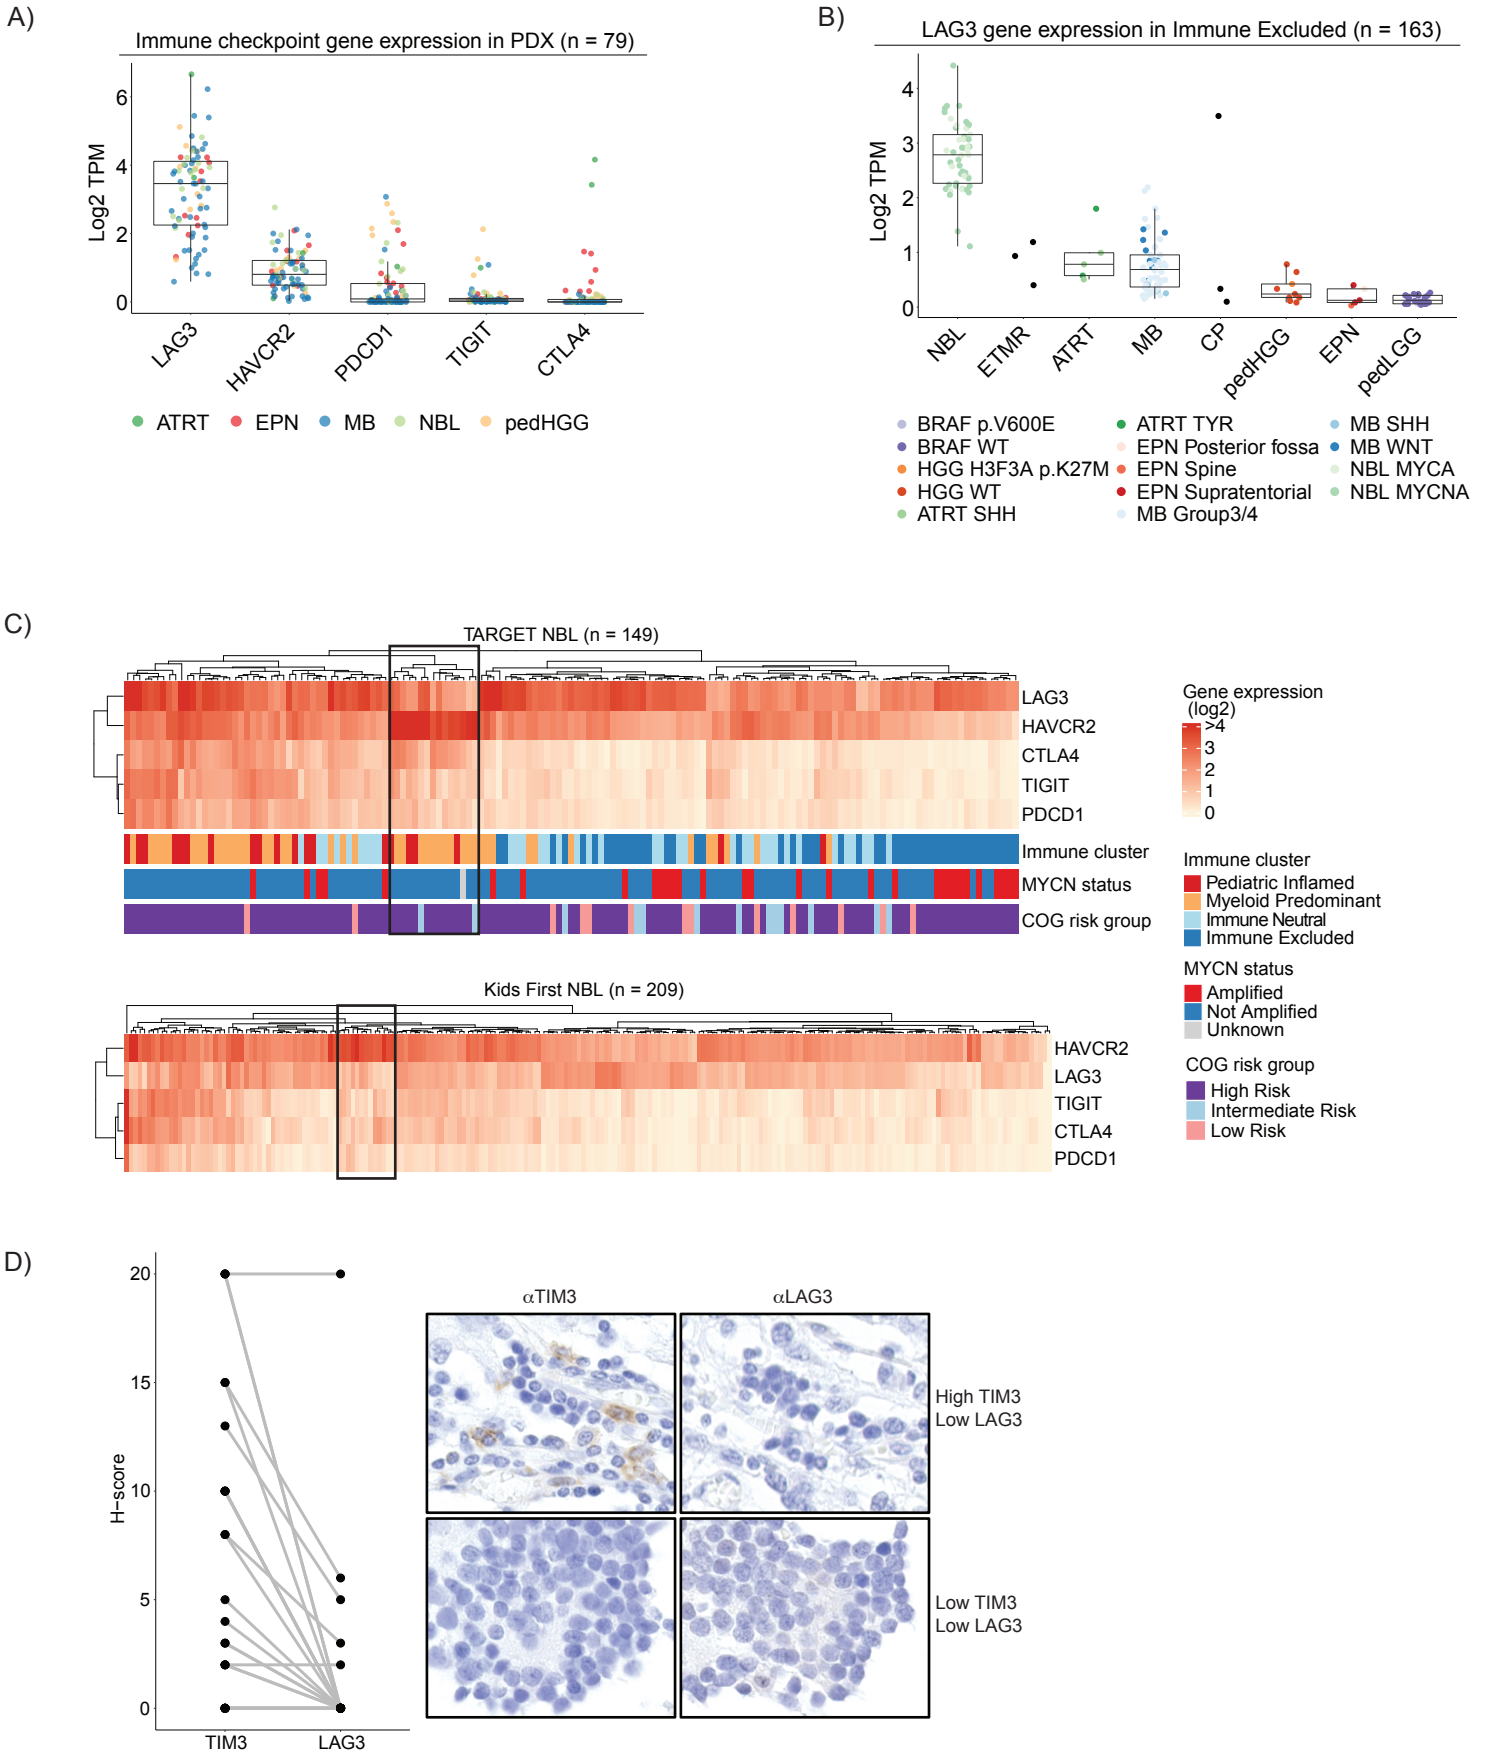 A)
Immune checkpoint gene expression in PDX (n = 79)
Log2 TPM
6
4
2
0
LAG3
HAVCR2
PDCD1
TIGIT
CTLA4
ATRT
EPN
MB
NBL
pedHGG
B)
LAG3 gene expression in Immune Excluded (n = 163)
Log2 TPM
4
3
2
1
0
NBL
ETMR
ATRT
MB
CP
pedHGG
EPN
pedLGG
BRAF p.V600E
BRAF WT
HGG H3F3A p.K27M
HGG WT
ATRT SHH
ATRT TYR
EPN Posterior fossa
EPN Spine
EPN Supratentorial
MB Group3/4
MB SHH
MB WNT
NBL MYCA
NBL MYCNA
C)
TARGET NBL (n = 149)
LAG3
HAVCR2
CTLA4
TIGIT
PDCD1
Immune cluster
MYCN status
COG risk group
Kids First NBL (n = 209)
HAVCR2
LAG3
TIGIT
CTLA4
PDCD1
Gene expression
(log2)
>4
3
2
1
0
Immune cluster
Pediatric Inflamed
Myeloid Predominant
Immune Neutral
Immune Excluded
MYCN status
Amplified
Not Amplified
Unknown
COG risk group
High Risk
Intermediate Risk
Low Risk
D)
H−score
20
15
10
5
0
TIM3
LAG3
αTIM3
αLAG3
High TIM3
Low LAG3
Low TIM3
Low LAG3